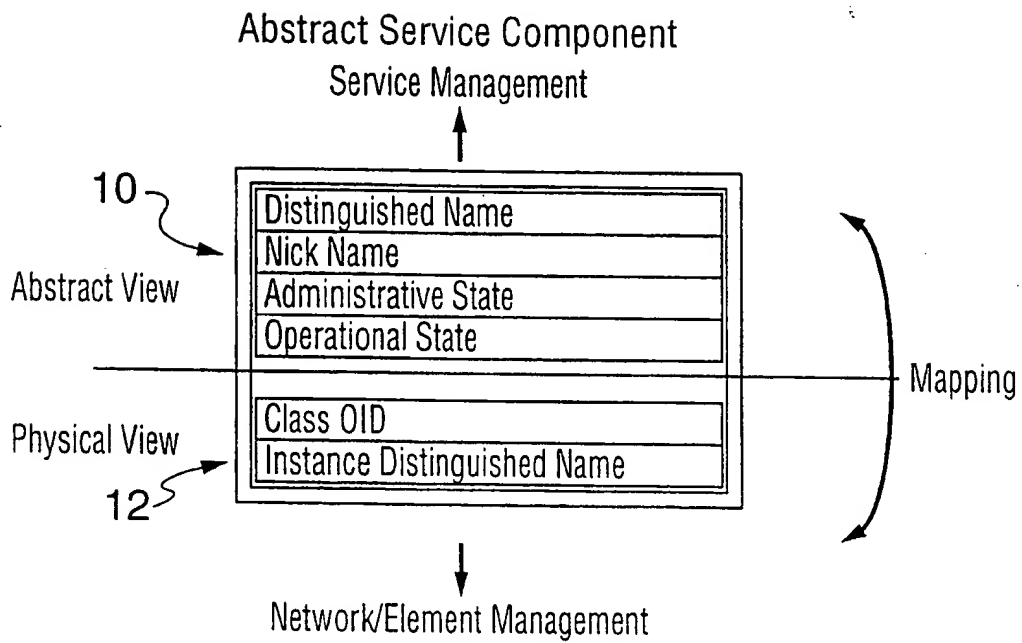 Abstract Service Component
Service Management
10
Distinguished Name
Nick Name
Abstract View
Administrative State
Operational State
Mapping
Class OID
Physical View
Instance Distinguished Name
12
Network/Element Management